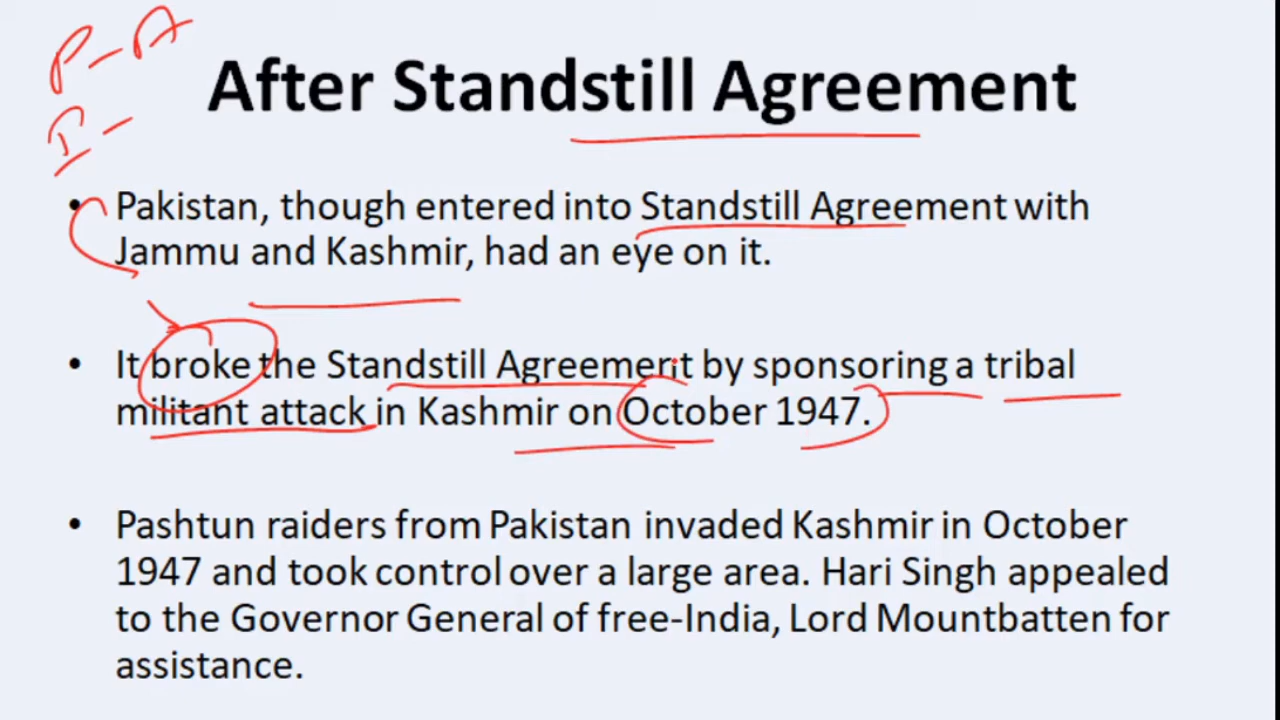 P-A
After Standstill Agreement
I-
• Pakistan, though entered into Standstill Agreement with
Jammu and Kashmir, had an eye on it.
• It broke the Standstill Agreement by sponsoring a tribal
militant attack in Kashmir on October 1947.
• Pashtun raiders from Pakistan invaded Kashmir in October
1947 and took control over a large area. Hari Singh appealed
to the Governor General of free-India, Lord Mountbatten for
assistance.